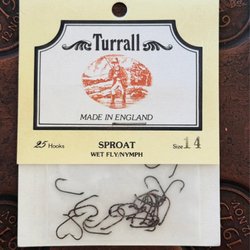 Turrall
MADE IN ENGLAND
25 Hooks SPROAT Size 14
WET FLY/NYMPH